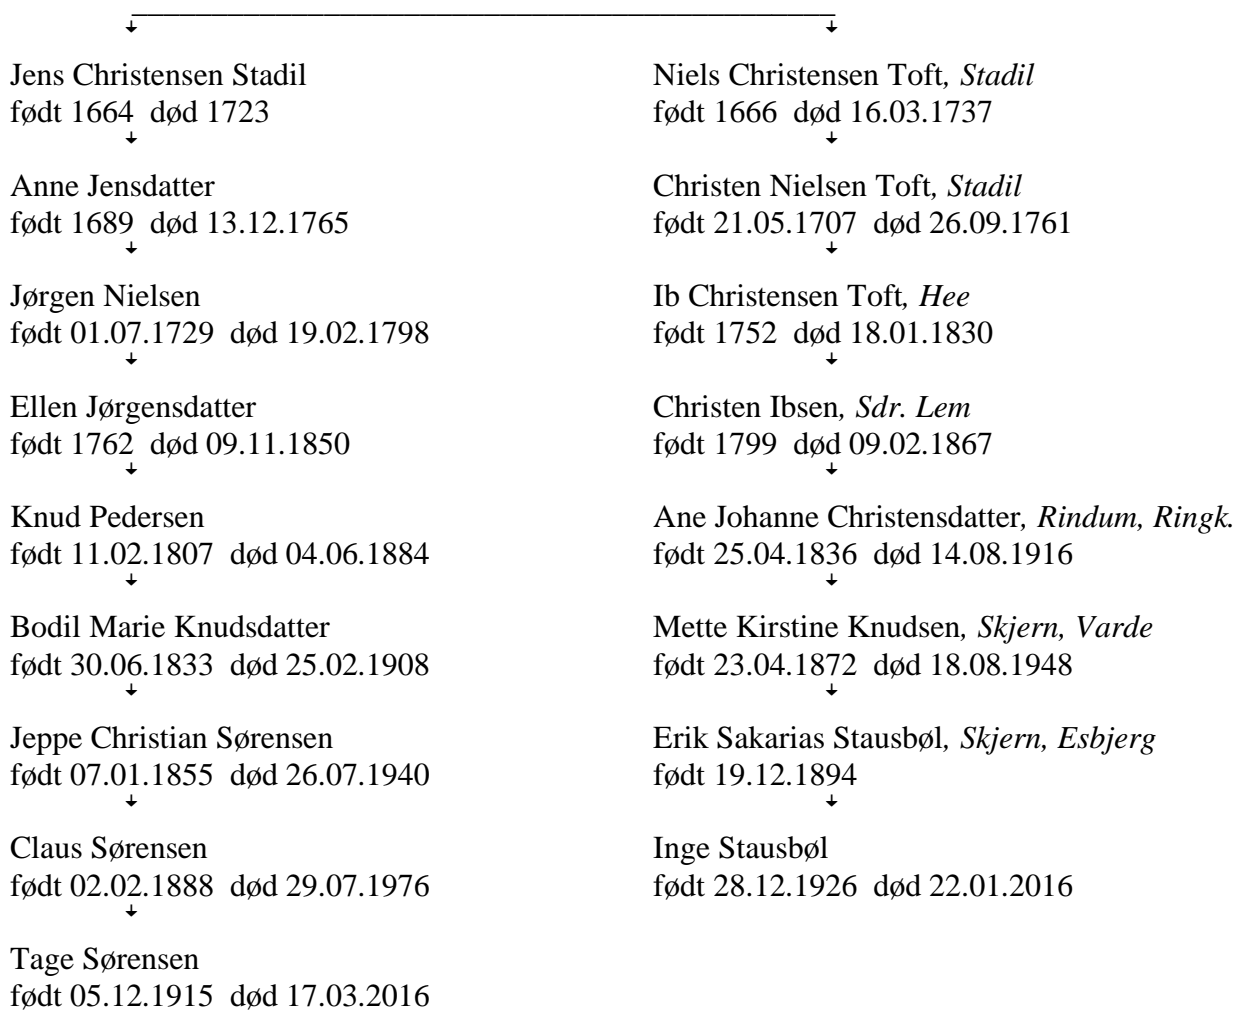 Jens Christensen Stadil
født 1664 død 1723
Anne Jensdatter
født 1689 død 13.12.1765
Jørgen Nielsen
født 01.07.1729 død 19.02.1798
Ellen Jørgensdatter
født 1762 død 09.11.1850
Knud Pedersen
født 11.02.1807 død 04.06.1884
Bodil Marie Knudsdatter
født 30.06.1833 død 25.02.1908
Jeppe Christian Sørensen
født 07.01.1855 død 26.07.1940
Claus Sørensen
født 02.02.1888 død 29.07.1976
Tage Sørensen
født 05.12.1915 død 17.03.2016
Niels Christensen Toft, Stadil
født 1666 død 16.03.1737
Christen Nielsen Toft, Stadil
født 21.05.1707 død 26.09.1761
Ib Christensen Toft, Hee
født 1752 død 18.01.1830
Christen Ibsen, Sdr. Lem
født 1799 død 09.02.1867
Ane Johanne Christensdatter, Rindum, Ringk.
født 25.04.1836 død 14.08.1916
Mette Kirstine Knudsen, Skjern, Varde
født 23.04.1872 død 18.08.1948
Erik Sakarias Stausbøl, Skjern, Esbjerg
født 19.12.1894
Inge Stausbøl
født 28.12.1926 død 22.01.2016